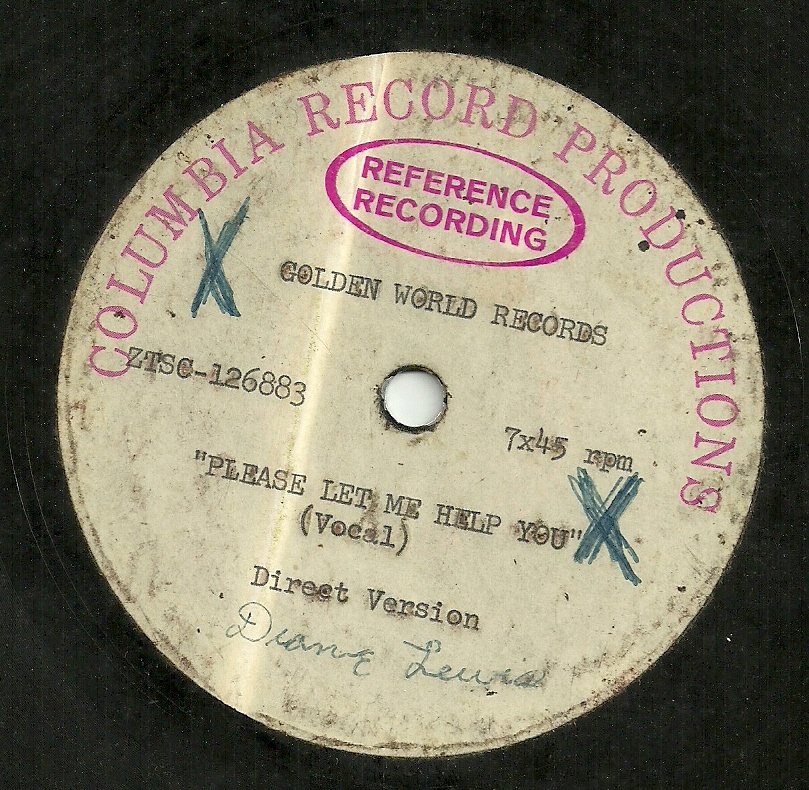 COLUMBIA RECORD PRODUCTIONS
REFERENCE
RECORDING
GOLDEN WORLD RECORDS
ZTSC-126883
7x45 rpm
"PLEASE LET ME HELP YOU"
(Vocal)
Direct Version
Diane Lewis